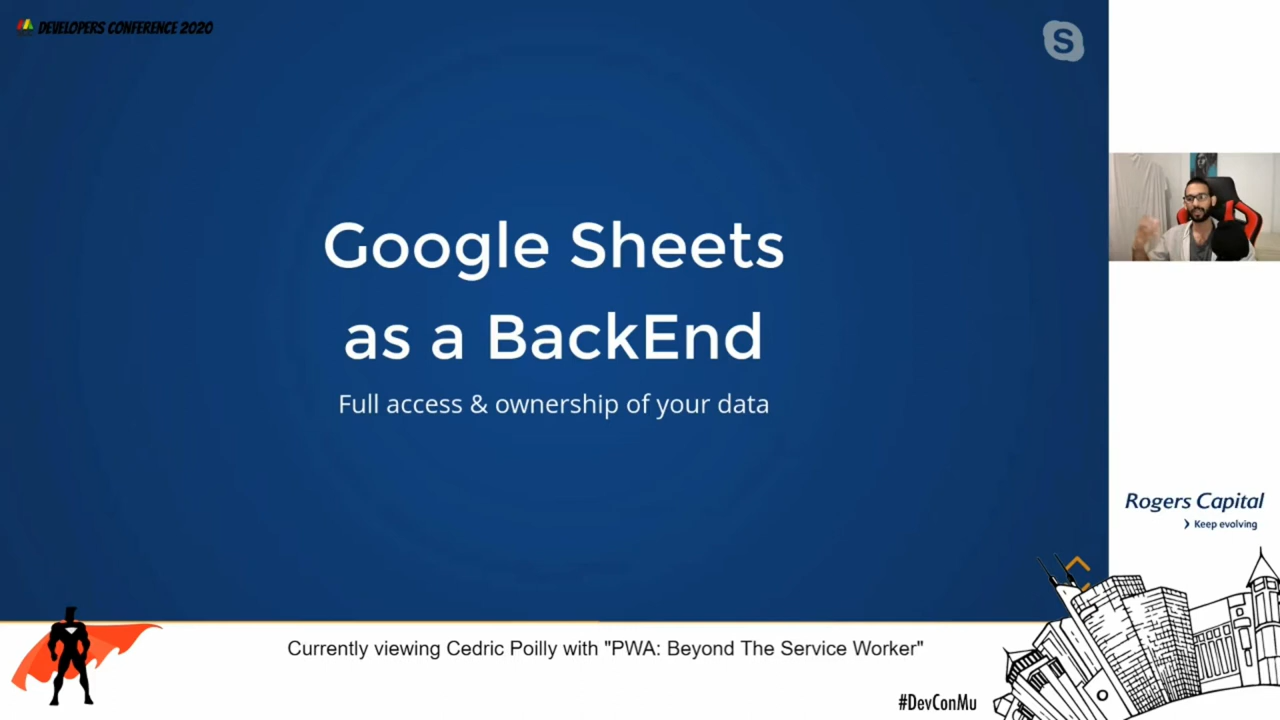 DEVELOPERS CONFERENCE 2020
S
Google Sheets
as a BackEnd
Full access & ownership of your data
Rogers Capital
Keep evolving
Currently viewing Cedric Poilly with "PWA: Beyond The Service Worker"
#DevConMu